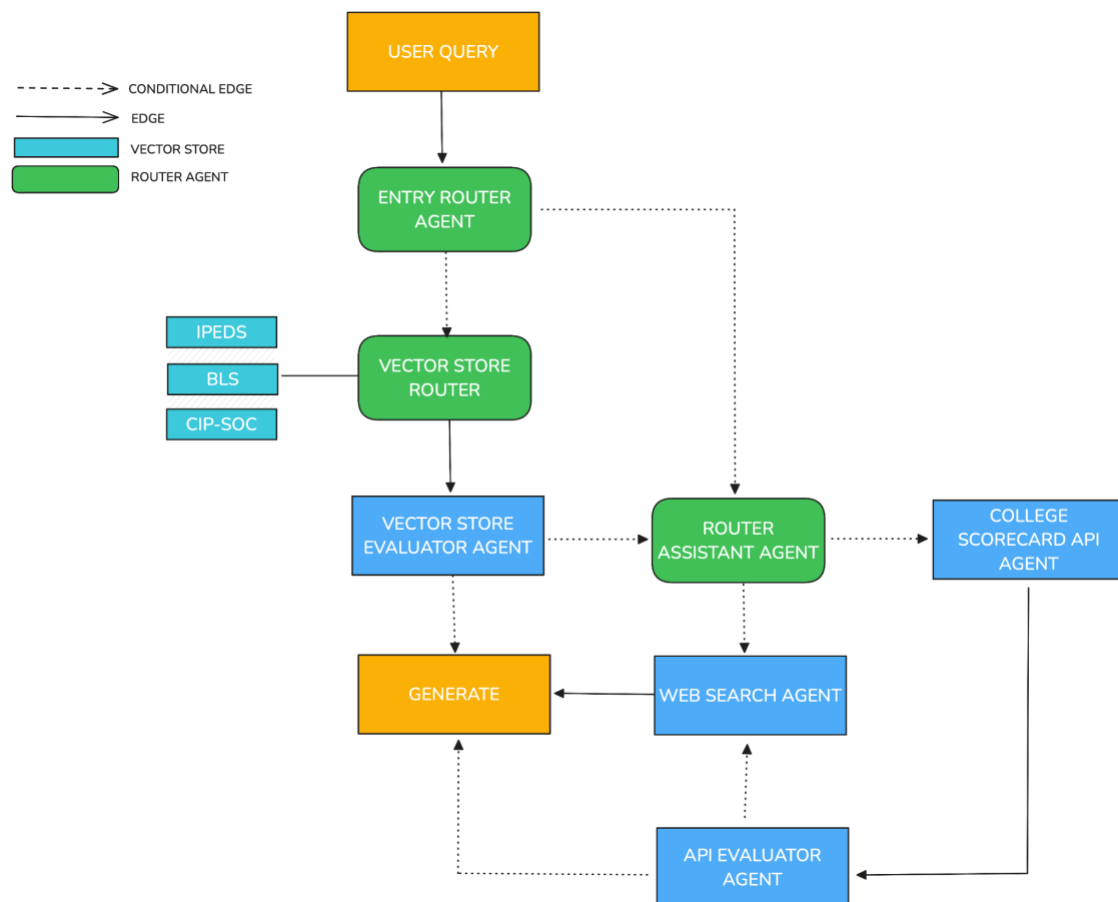 USER QUERY
CONDITIONAL EDGE
EDGE
VECTOR STORE
ROUTER AGENT
ENTRY ROUTER
AGENT
IPEDS
BLS
CIP-SOC
VECTOR STORE
ROUTER
VECTOR STORE
EVALUATOR AGENT
ROUTER
ASSISTANT AGENT
COLLEGE
SCORECARD API
AGENT
GENERATE
WEB SEARCH AGENT
API EVALUATOR
AGENT